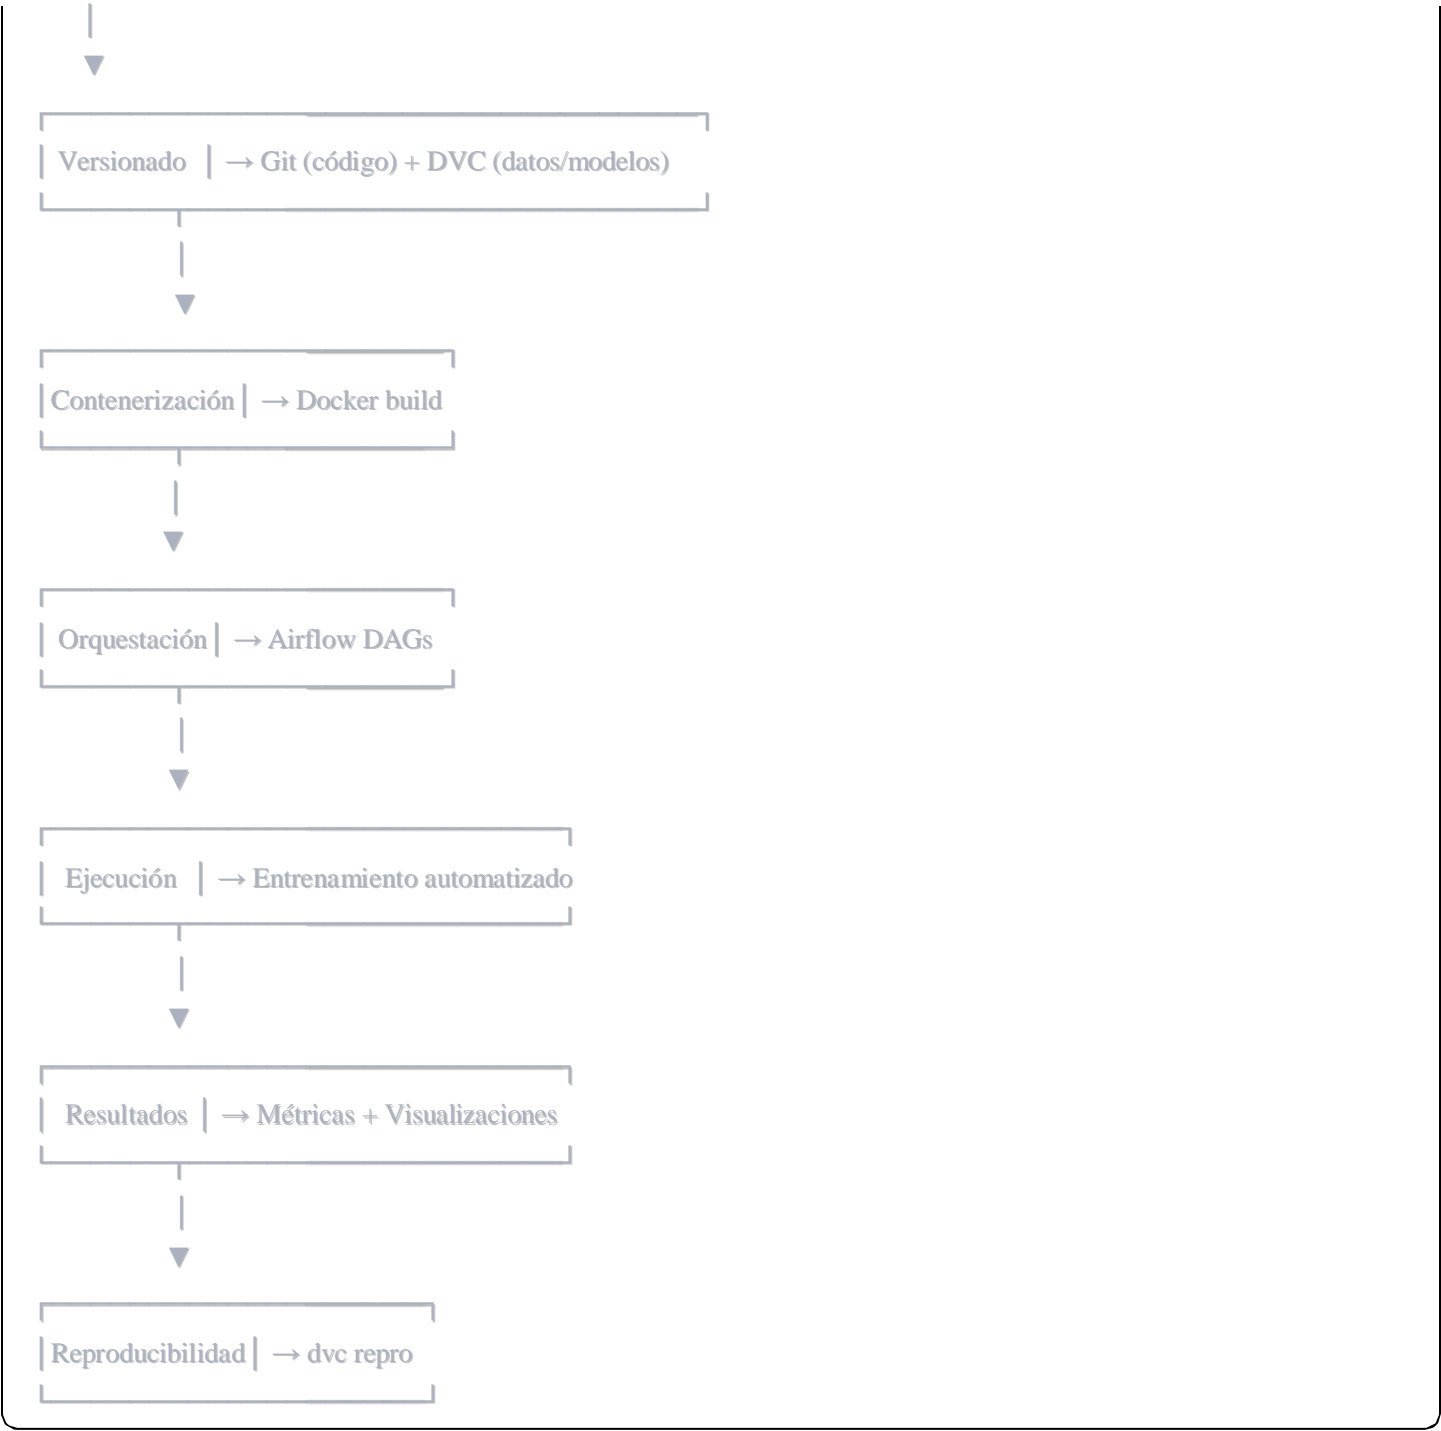 Versionado │ → Git (código) + DVC (datos/modelos)
Contenerización│ → Docker build
Orquestación│ → Airflow DAGs
Ejecución │ → Entrenamiento automatizado
Resultados │ → Métricas + Visualizaciones
Reproducibilidad│ → dvc repro